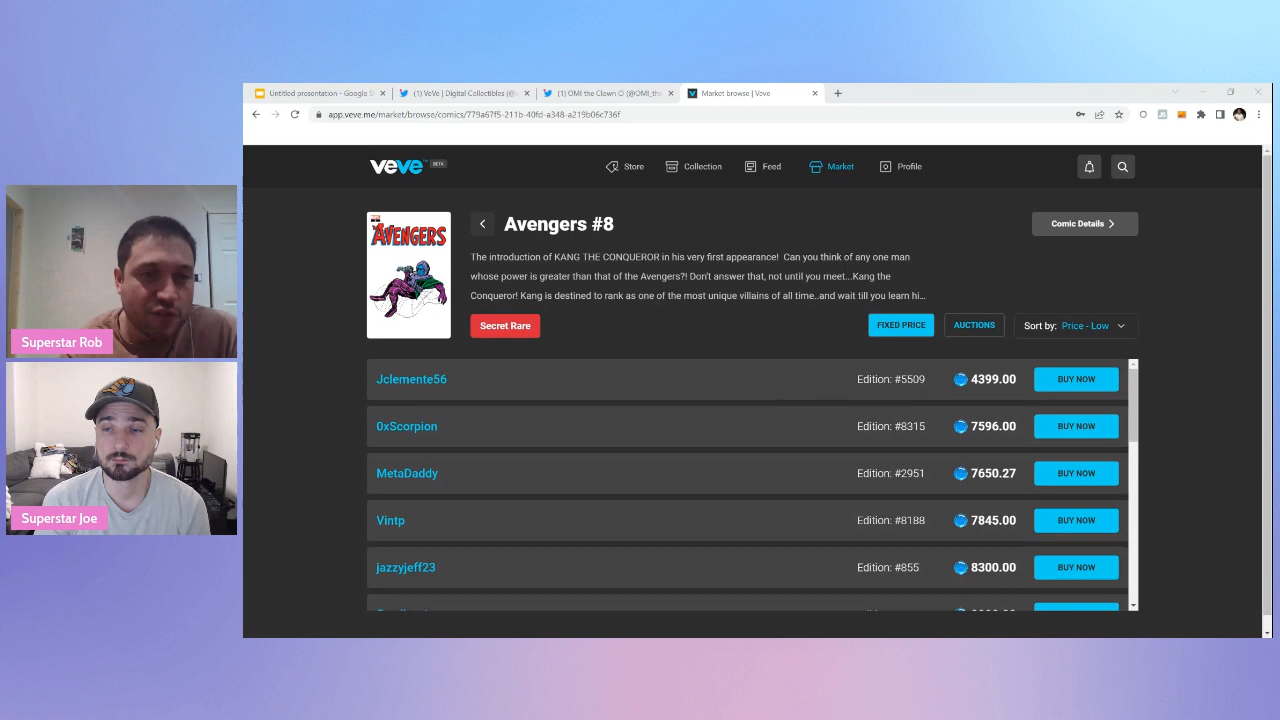 Untitled presentation - Google S
(1) VeVe | Digital Collectibles (@
(1) OMI the Clown O (@OMI_the
Market browse | Veve
app.veve.me/market/browse/comics/779a67f5-211b-40fd-a348-a219b06c736f
veve BETA
Store
Collection
Feed
Market
Profile
THE AVENGERS
Avengers #8
Comic Details
The introduction of KANG THE CONQUEROR in his very first appearance! Can you think of any one man
whose power is greater than that of the Avengers?! Don't answer that, not until you meet...Kang the
Conqueror! Kang is destined to rank as one of the most unique villains of all time..and wait till you learn hi...
Secret Rare
FIXED PRICE
AUCTIONS
Sort by: Price - Low
Jclemente56 Edition: #5509 4399.00 BUY NOW
0xScorpion Edition: #8315 7596.00 BUY NOW
MetaDaddy Edition: #2951 7650.27 BUY NOW
Vintp Edition: #8188 7845.00 BUY NOW
jazzyjeff23 Edition: #855 8300.00 BUY NOW
Superstar Rob
Superstar Joe